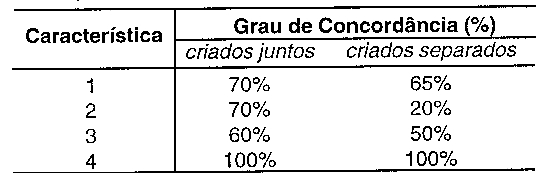 Grau de Concordância (%)
Característica
criados juntos criados separados
1 70% 65%
2 70% 20%
3 60% 50%
4 100% 100%